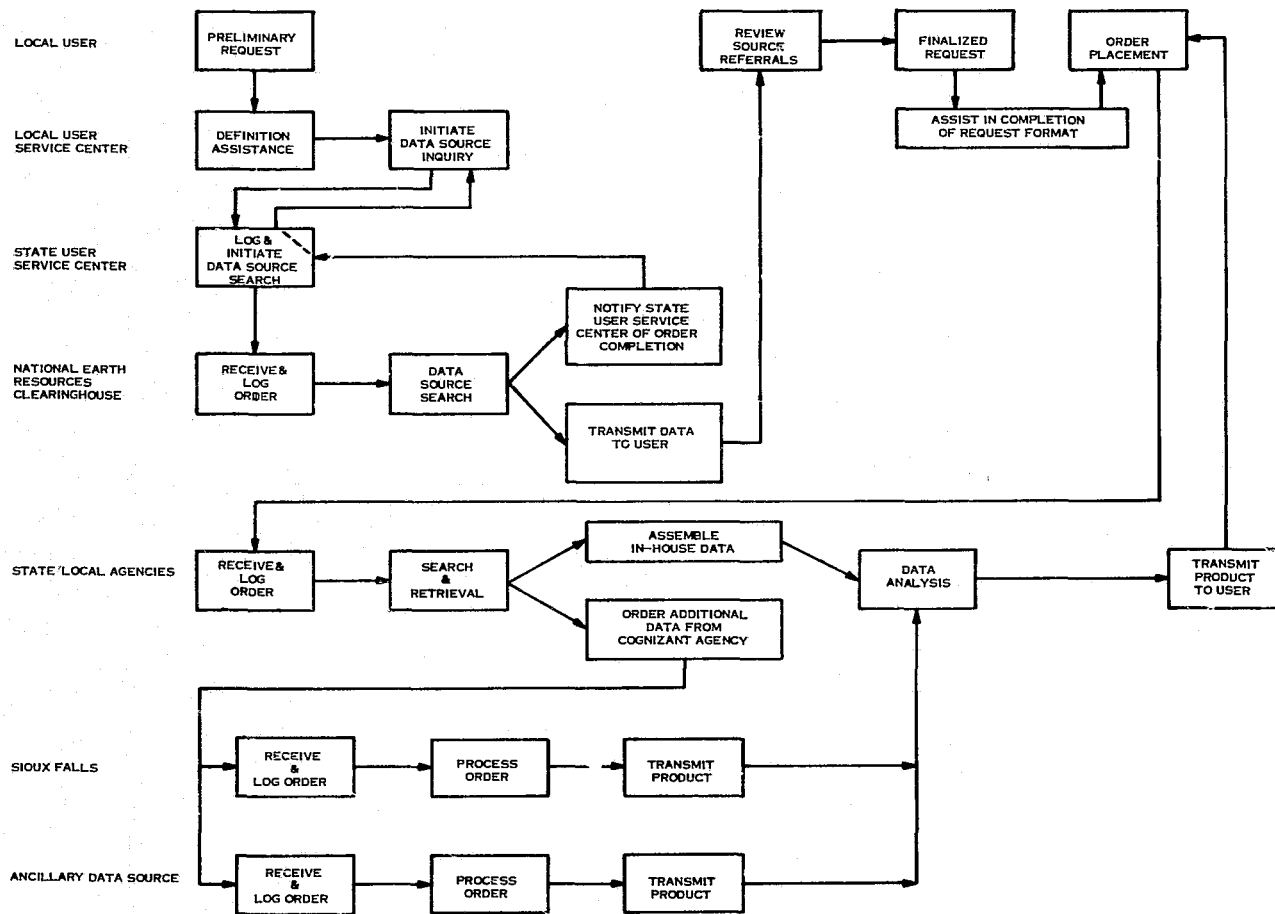 LOCAL USER
PRELIMINARY
REQUEST
REVIEW
SOURCE
REFERRALS
FINALIZED
REQUEST
ORDER
PLACEMENT
LOCAL USER
SERVICE CENTER
DEFINITION
ASSISTANCE
INITIATE
DATA SOURCE
INQUIRY
ASSIST IN COMPLETION
OF REQUEST FORMAT
STATE USER
SERVICE CENTER
LOG &
INITIATE
DATA SOURCE
SEARCH
NOTIFY STATE
USER SERVICE
CENTER OF ORDER
COMPLETION
NATIONAL EARTH
RESOURCES
CLEARINGHOUSE
RECEIVE &
LOG
ORDER
DATA
SOURCE
SEARCH
TRANSMIT DATA
TO USER
STATE/LOCAL AGENCIES
RECEIVE &
LOG
ORDER
SEARCH
&
RETRIEVAL
ASSEMBLE
IN-HOUSE DATA
ORDER ADDITIONAL
DATA FROM
COGNIZANT AGENCY
DATA
ANALYSIS
TRANSMIT
PRODUCT
TO USER
SIOUX FALLS
RECEIVE
&
LOG ORDER
PROCESS
ORDER
TRANSMIT
PRODUCT
ANCILLARY DATA SOURCE
RECEIVE
&
LOG ORDER
PROCESS
ORDER
TRANSMIT
PRODUCT